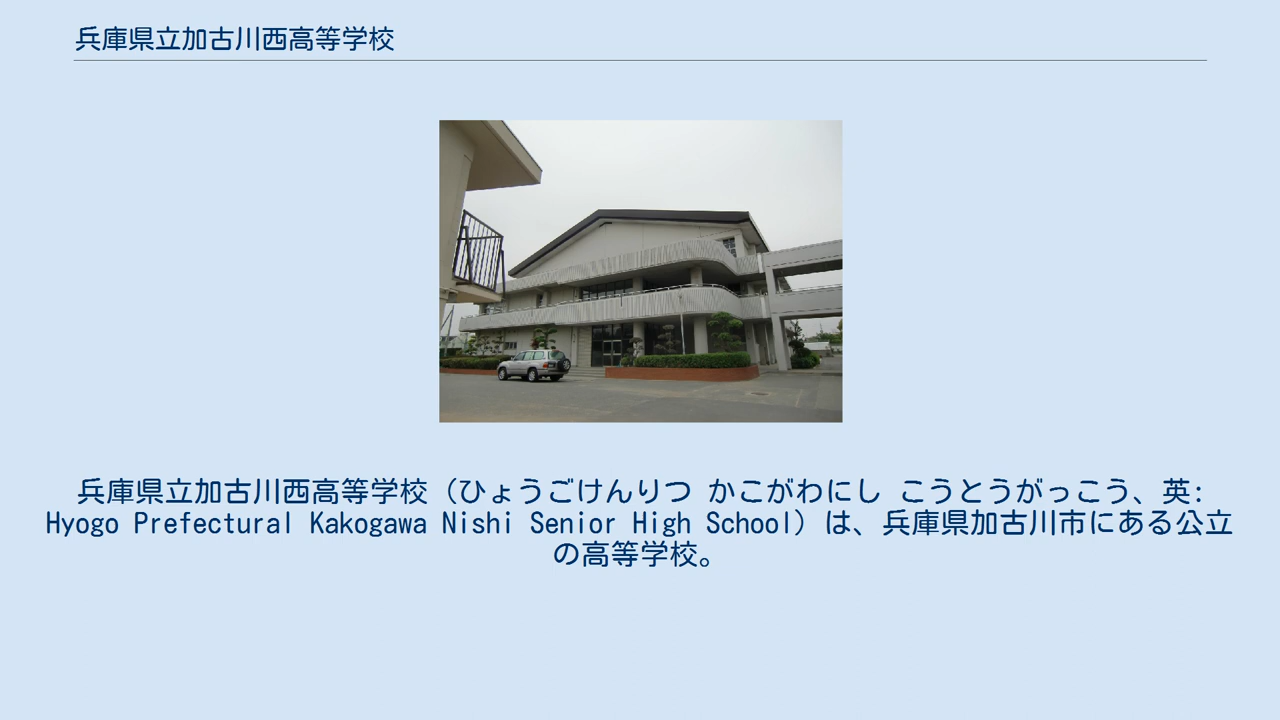 兵庫県立加古川西高等学校
兵庫県立加古川西高等学校（ひょうごけんりつ かこがわにし こうとうがっこう、英:
Hyogo Prefectural Kakogawa Nishi Senior High School）は、兵庫県加古川市にある公立
の高等学校。